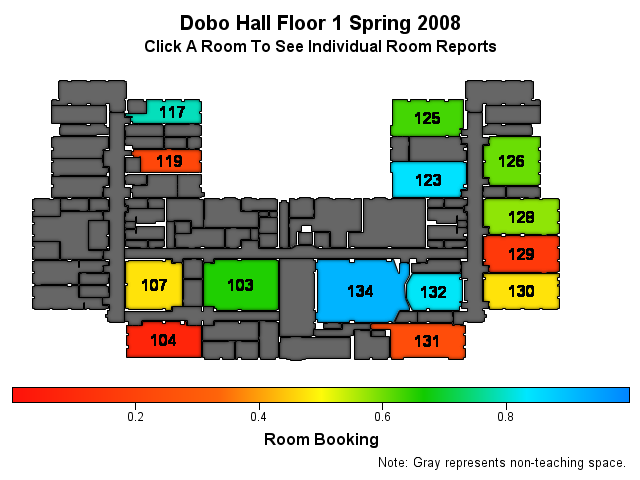 Dobo Hall Floor 1 Spring 2008
Click A Room To See Individual Room Reports
117
125
119
126
123
128
129
107
103
134
132
130
104
131
0.2 0.4 0.6 0.8
Room Booking
Note: Gray represents non-teaching space.